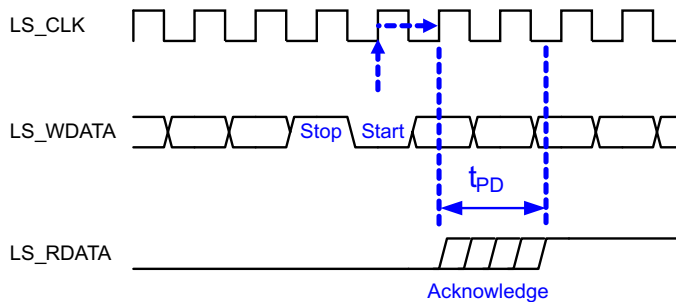 LS_CLK
LS_WDATA
Stop
Start
tPD
LS_RDATA
Acknowledge